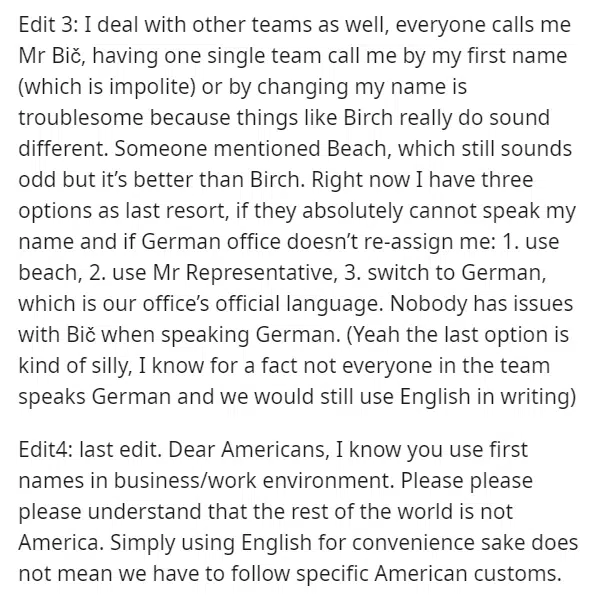 Edit 3: I deal with other teams as well, everyone calls me
Mr Bič, having one single team call me by my first name
(which is impolite) or by changing my name is
troublesome because things like Birch really do sound
different. Someone mentioned Beach, which still sounds
odd but it’s better than Birch. Right now I have three
options as last resort, if they absolutely cannot speak my
name and if German office doesn’t re-assign me: 1. use
beach, 2. use Mr Representative, 3. switch to German,
which is our office’s official language. Nobody has issues
with Bič when speaking German. (Yeah the last option is
kind of silly, I know for a fact not everyone in the team
speaks German and we would still use English in writing)
Edit4: last edit. Dear Americans, I know you use first
names in business/work environment. Please please
please understand that the rest of the world is not
America. Simply using English for convenience sake does
not mean we have to follow specific American customs.